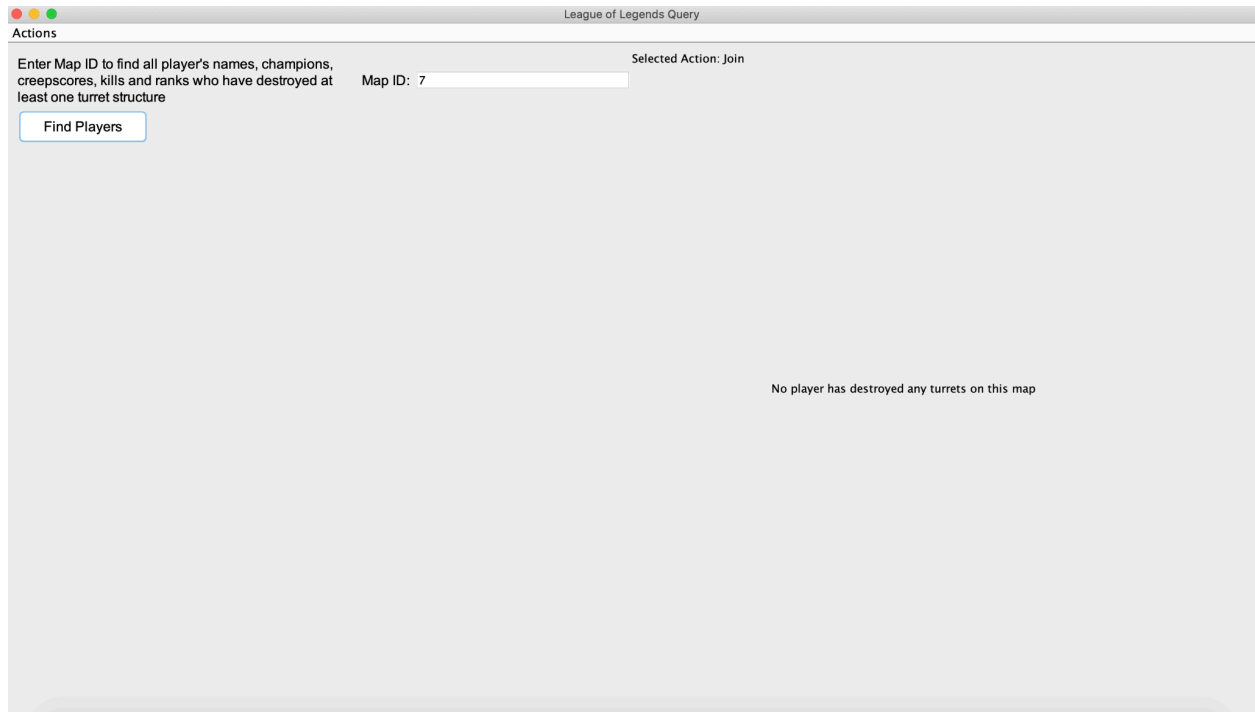 League of Legends Query
Actions
Enter Map ID to find all player's names, champions,
creepscores, kills and ranks who have destroyed at
least one turret structure
Map ID: 7
Selected Action: Join
Find Players
No player has destroyed any turrets on this map